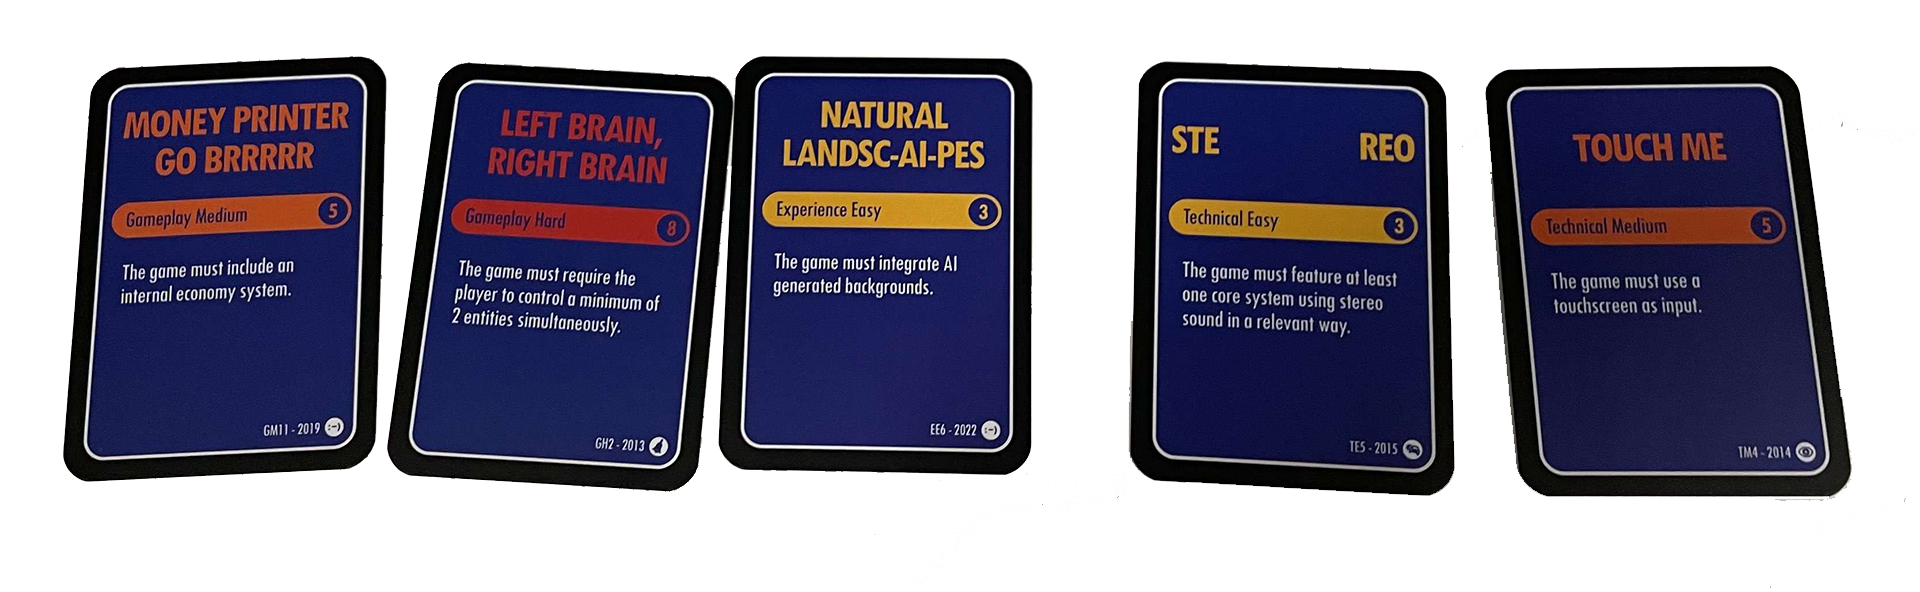 MONEY PRINTER
GO BRRRRR
Gameplay Medium 5
The game must include an
internal economy system.
GM11 - 2019
LEFT BRAIN,
RIGHT BRAIN
Gameplay Hard 8
The game must require the
player to control a minimum of
2 entities simultaneously.
GH2 - 2013
NATURAL
LANDSC-AI-PES
Experience Easy 3
The game must integrate AI
generated backgrounds.
EE6 - 2022
STE REO
Technical Easy 3
The game must feature at least
one core system using stereo
sound in a relevant way.
TE5 - 2015
TOUCH ME
Technical Medium 5
The game must use a
touchscreen as input.
TM4 - 2014